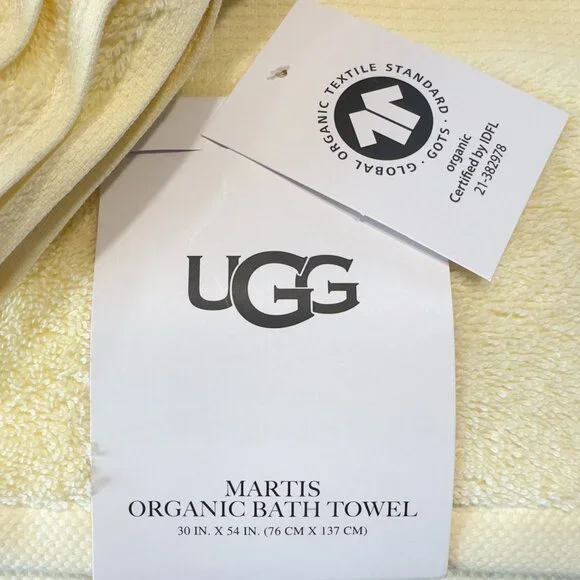 GLOBAL ORGANIC TEXTILE STANDARD · GOTS ·
organic
Certified by IDFL
21-382978
UGG
MARTIS
ORGANIC BATH TOWEL
30 IN. X 54 IN. (76 CM X 137 CM)